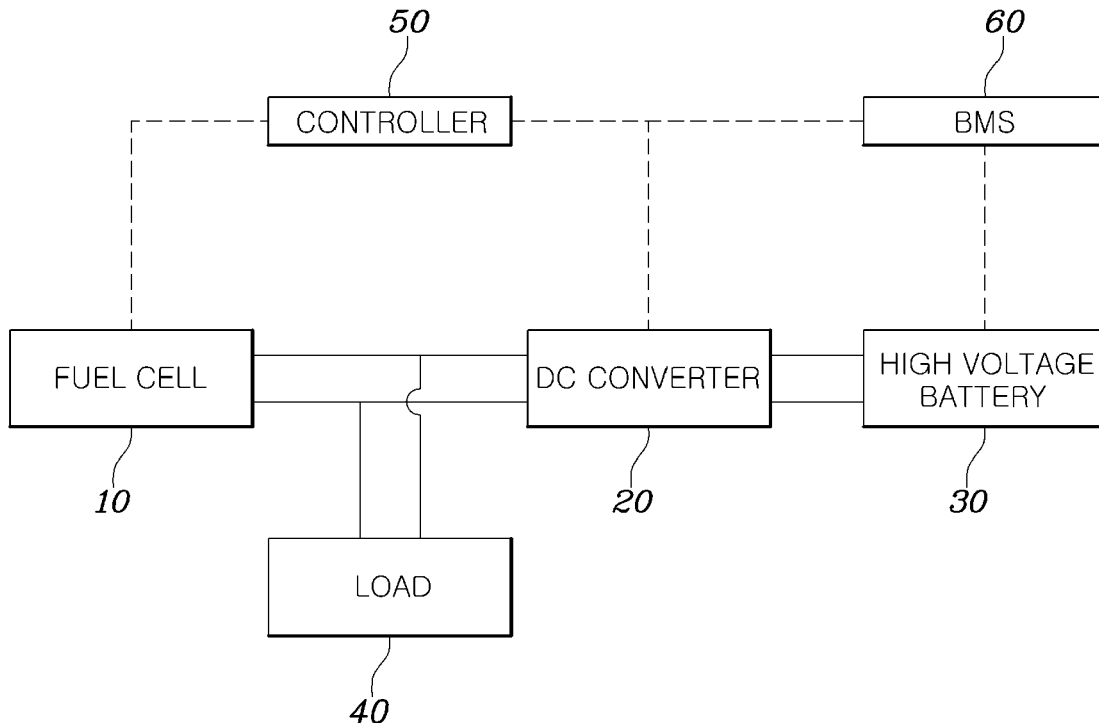 50
60
CONTROLLER
BMS
FUEL CELL
DC CONVERTER
HIGH VOLTAGE
BATTERY
10
20
30
LOAD
40